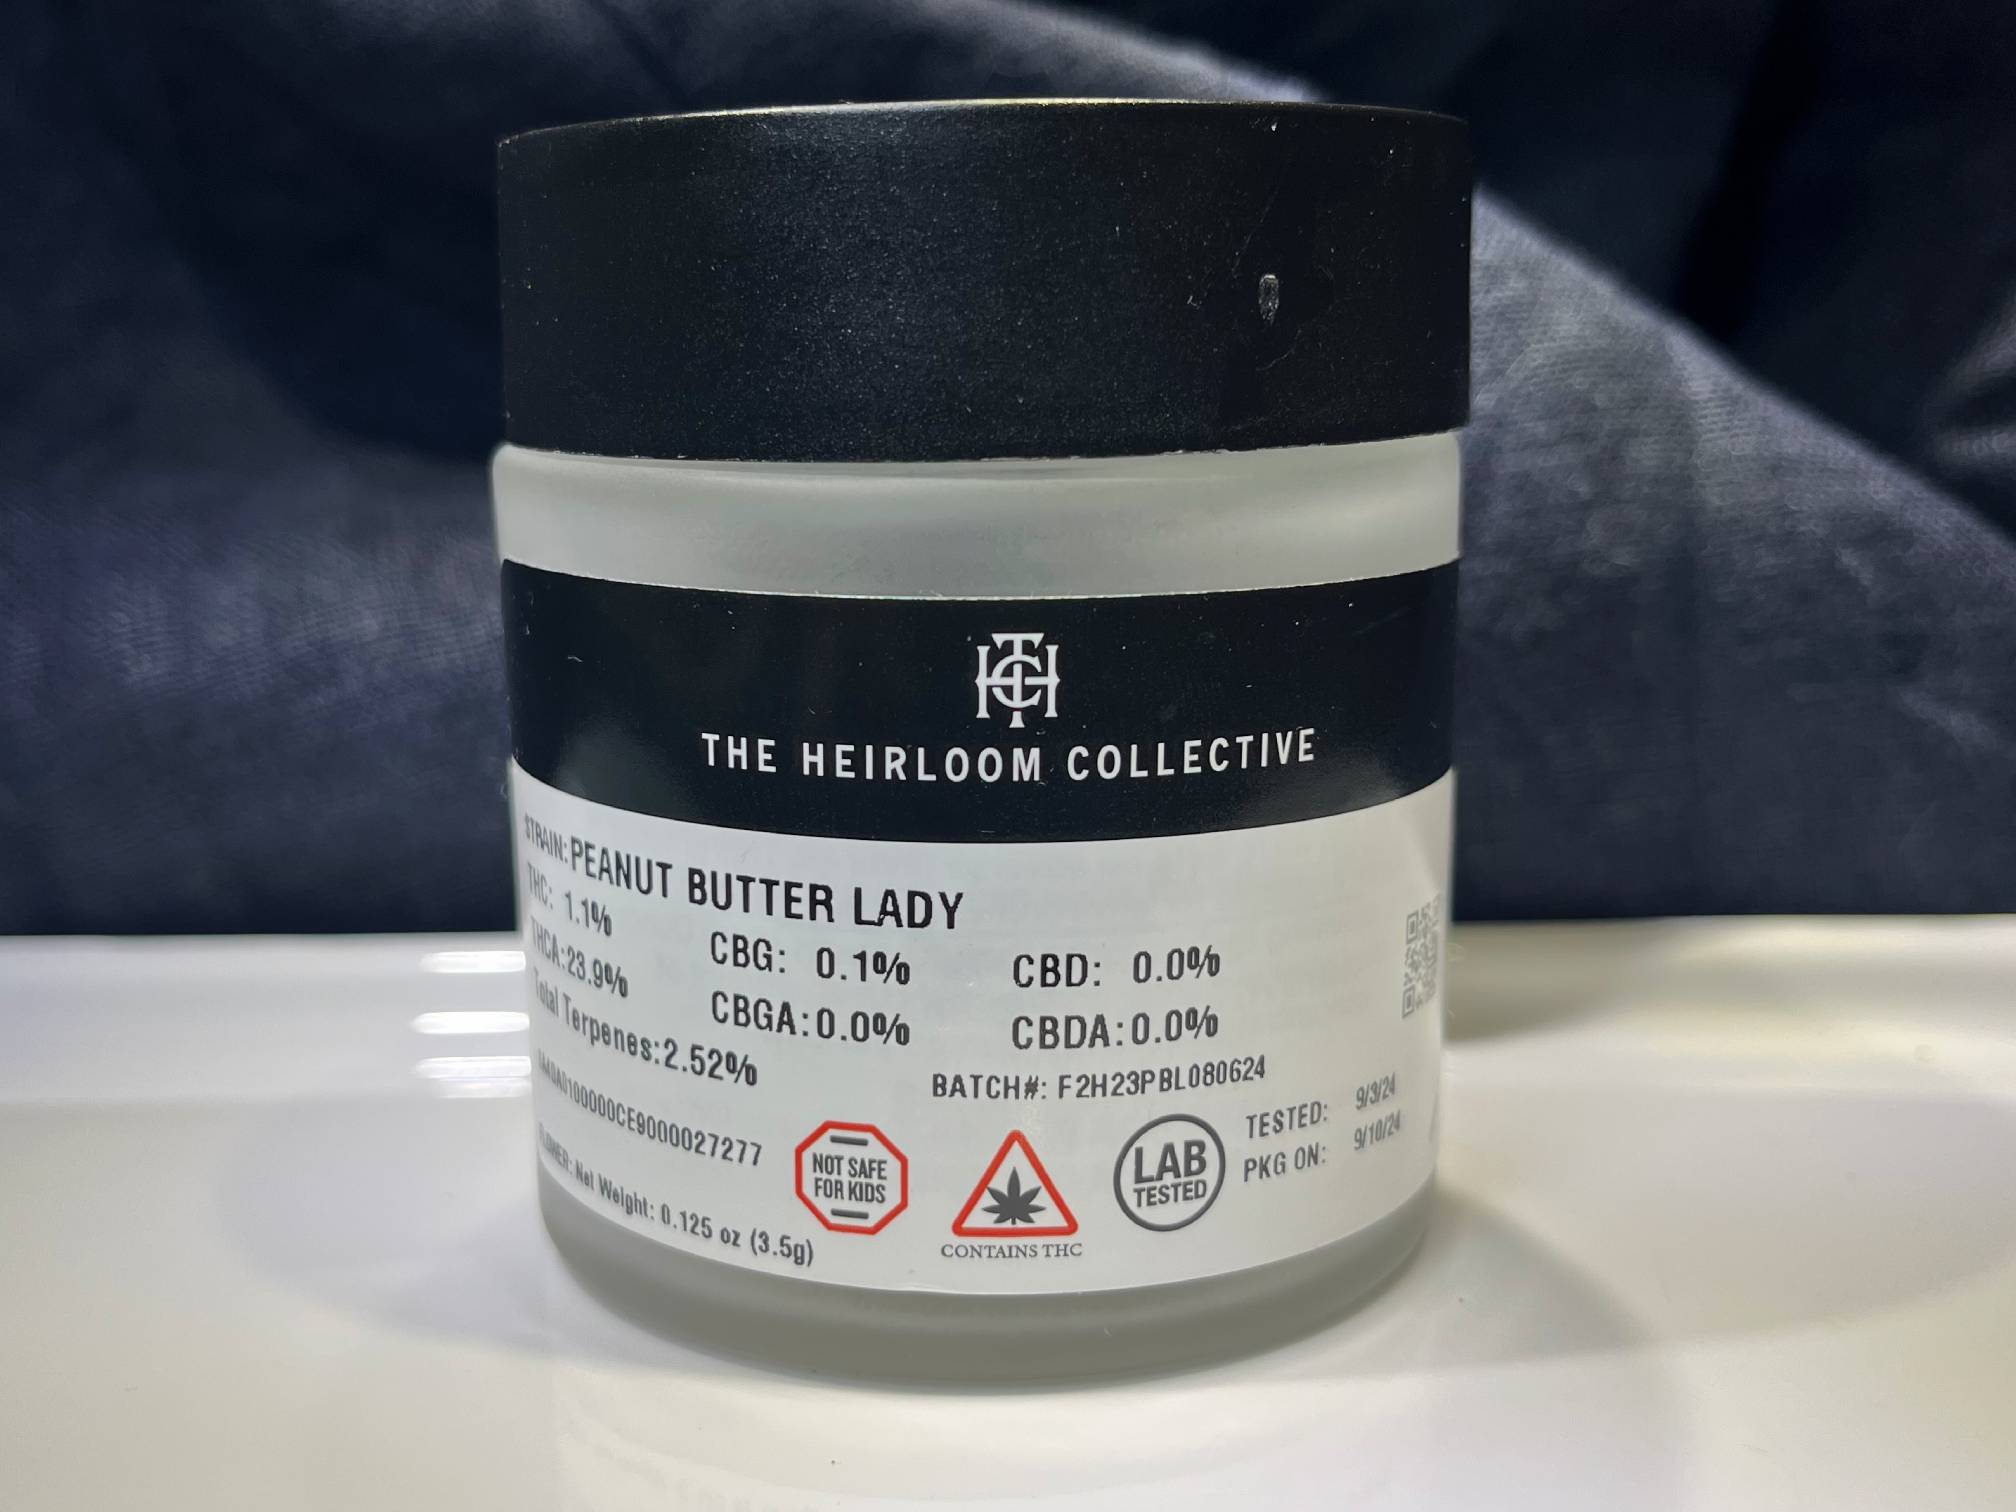 THC
THE HEIRLOOM COLLECTIVE
STRAIN: PEANUT BUTTER LADY
THC: 1.1%
CBG: 0.1%
CBD: 0.0%
THCA: 23.9%
CBGA: 0.0%
CBDA: 0.0%
Total Terpenes: 2.52%
BATCH#: F2H23PBL080624
TESTED: 9/3/24
PKG ON: 9/10/24
NOT SAFE
FOR KIDS
CONTAINS THC
LAB
TESTED
FLOWER: Net Weight: 0.125 oz (3.5g)